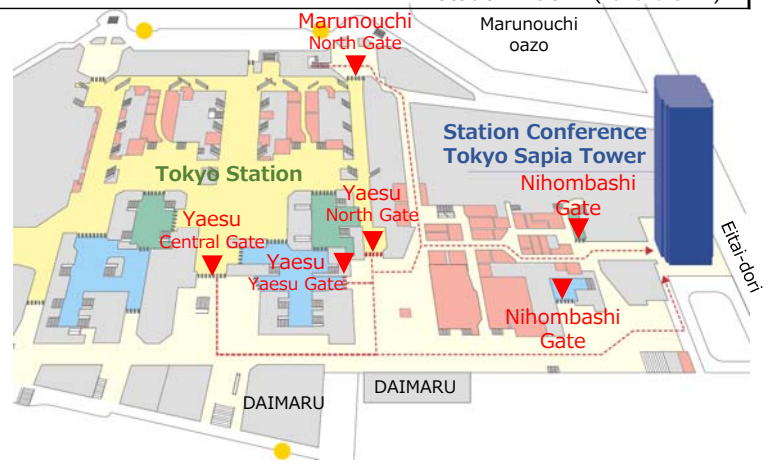 Marunouchi
North Gate
Marunouchi
oazo
Station Conference
Tokyo Sapia Tower
Tokyo Station
Nihombashi
Gate
Yaesu
North Gate
Yaesu
Central Gate
Yaesu
Yaesu Gate
Eitai-dori
Nihombashi
Gate
DAIMARU
DAIMARU